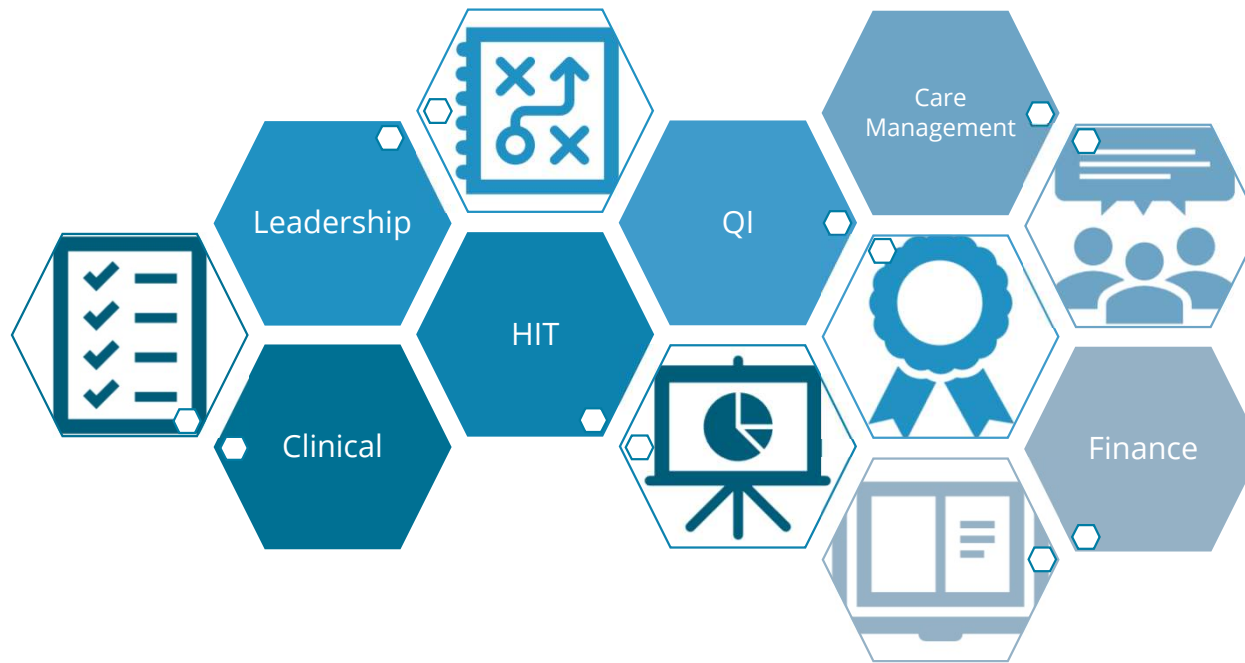 Care
Management
Leadership
QI
HIT
Clinical
Finance